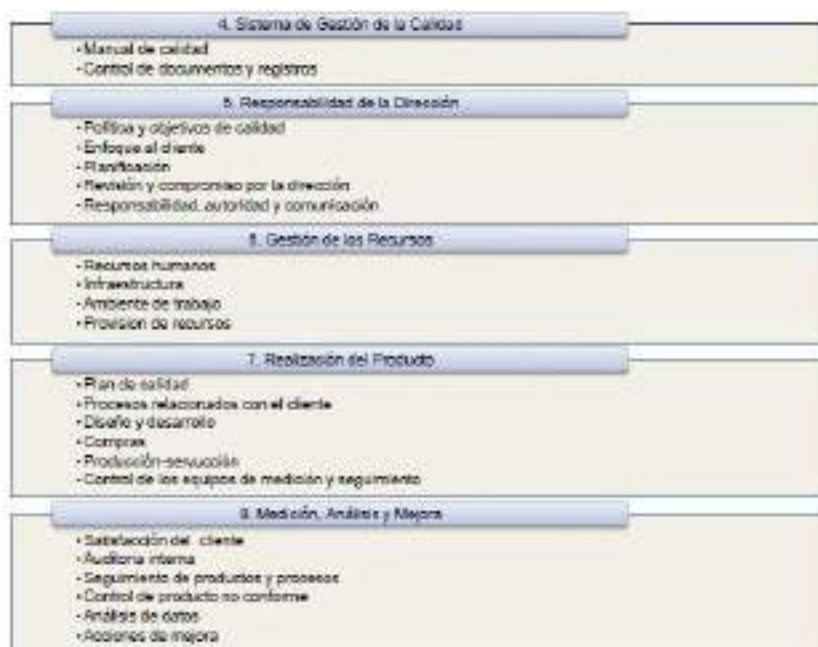 4. Sistema de Gestión de la Calidad
• Manual de calidad
• Control de documentos y registros
5. Responsabilidad de la Dirección
• Política y objetivos de calidad
• Enfoque al cliente
• Planificación
• Revisión y compromiso por la dirección
• Responsabilidad, autoridad y comunicación
6. Gestión de los Recursos
• Recursos humanos
• Infraestructura
• Ambiente de trabajo
• Provision de recursos
7. Realización del Producto
• Plan de calidad
• Procesos relacionados con el cliente
• Diseño y desarrollo
• Compras
• Producción-servucción
• Control de los equipos de medición y seguimiento
8. Medición, Análisis y Mejora
• Satisfacción del cliente
• Auditoria interna
• Seguimiento de productos y procesos
• Control de producto no conforme
• Análisis de datos
• Acciones de mejora